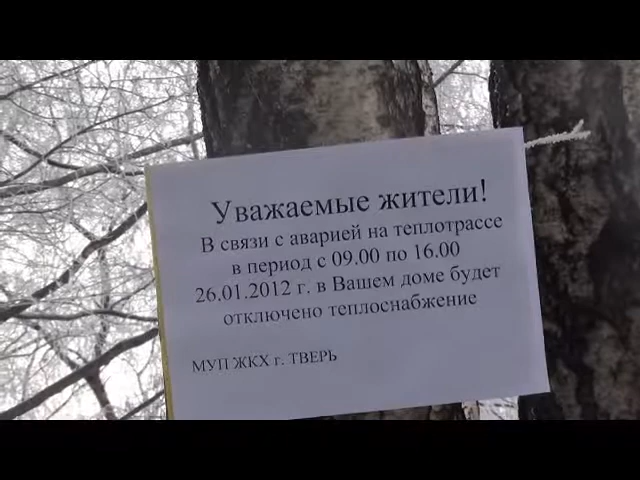 Уважаемые жители!
В связи с аварией на теплотрассе
в период с 09.00 по 16.00
26.01.2012 г. в Вашем доме будет
отключено теплоснабжение
МУП ЖКХ г. ТВЕРЬ